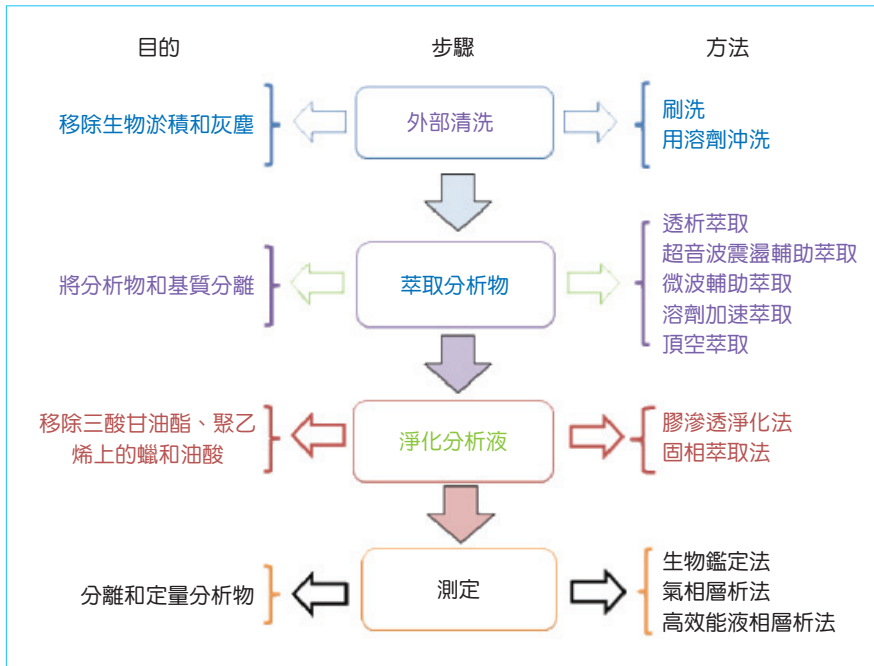 目的
步驟
方法
移除生物淤積和灰塵
外部清洗
刷洗
用溶劑沖洗
將分析物和基質分離
萃取分析物
透析萃取
超音波震盪輔助萃取
微波輔助萃取
溶劑加速萃取
頂空萃取
移除三酸甘油酯、聚乙
烯上的蠟和油酸
淨化分析液
膠滲透淨化法
固相萃取法
分離和定量分析物
測定
生物鑑定法
氣相層析法
高效能液相層析法